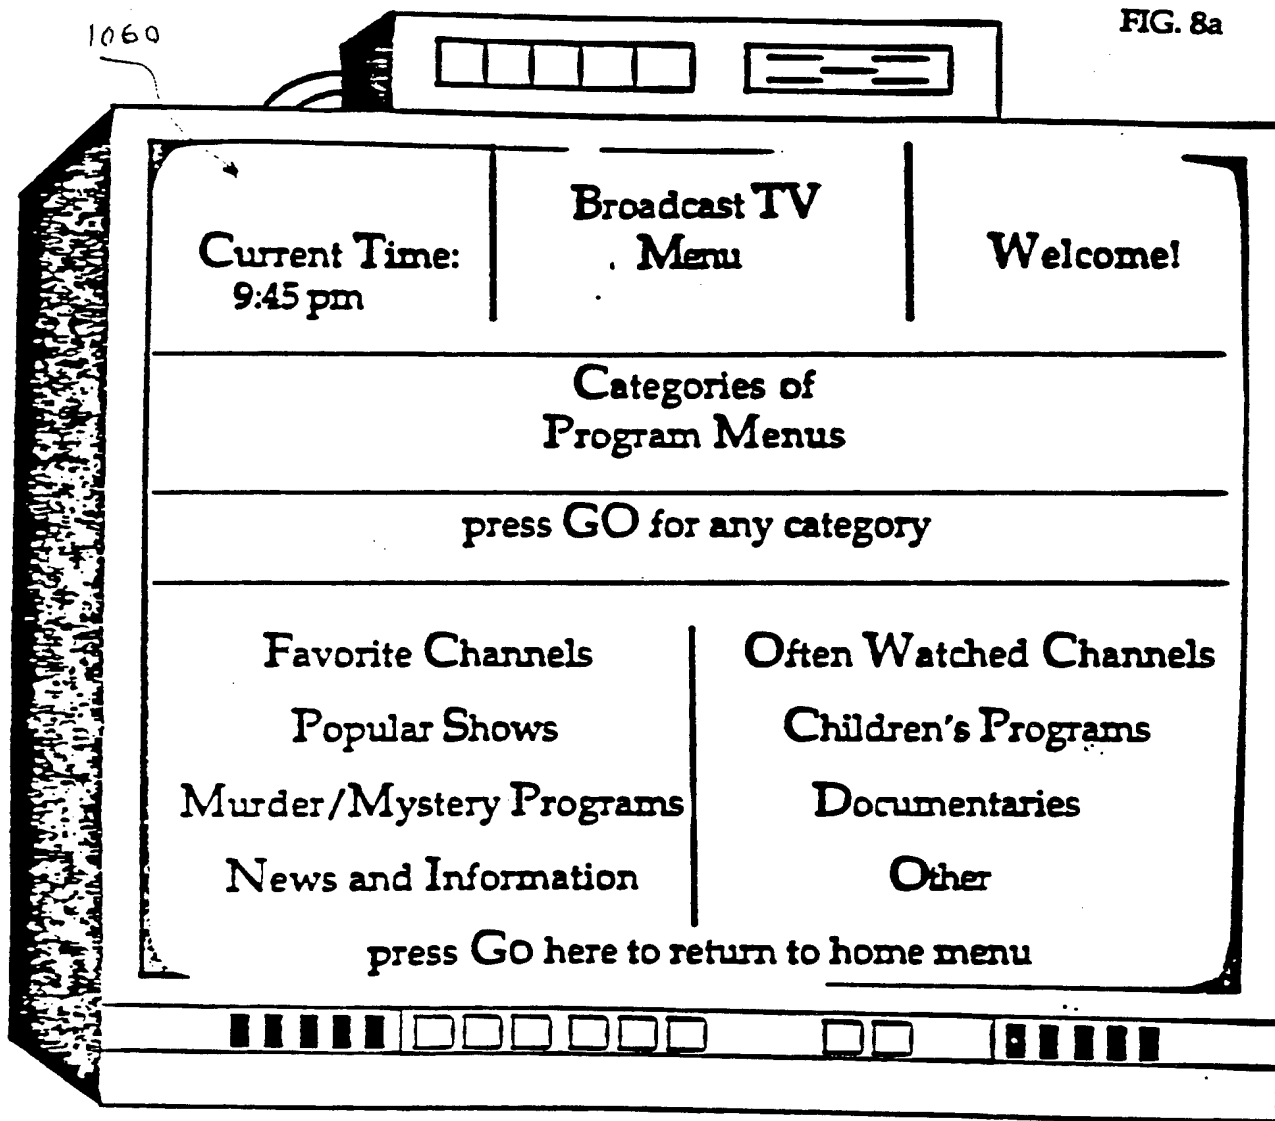 1060
FIG. 8a
Current Time:
9:45 pm
Broadcast TV
Menu
Welcome!
Categories of
Program Menus
press GO for any category
Favorite Channels
Often Watched Channels
Popular Shows
Children's Programs
Murder/Mystery Programs
Documentaries
News and Information
Other
press Go here to return to home menu